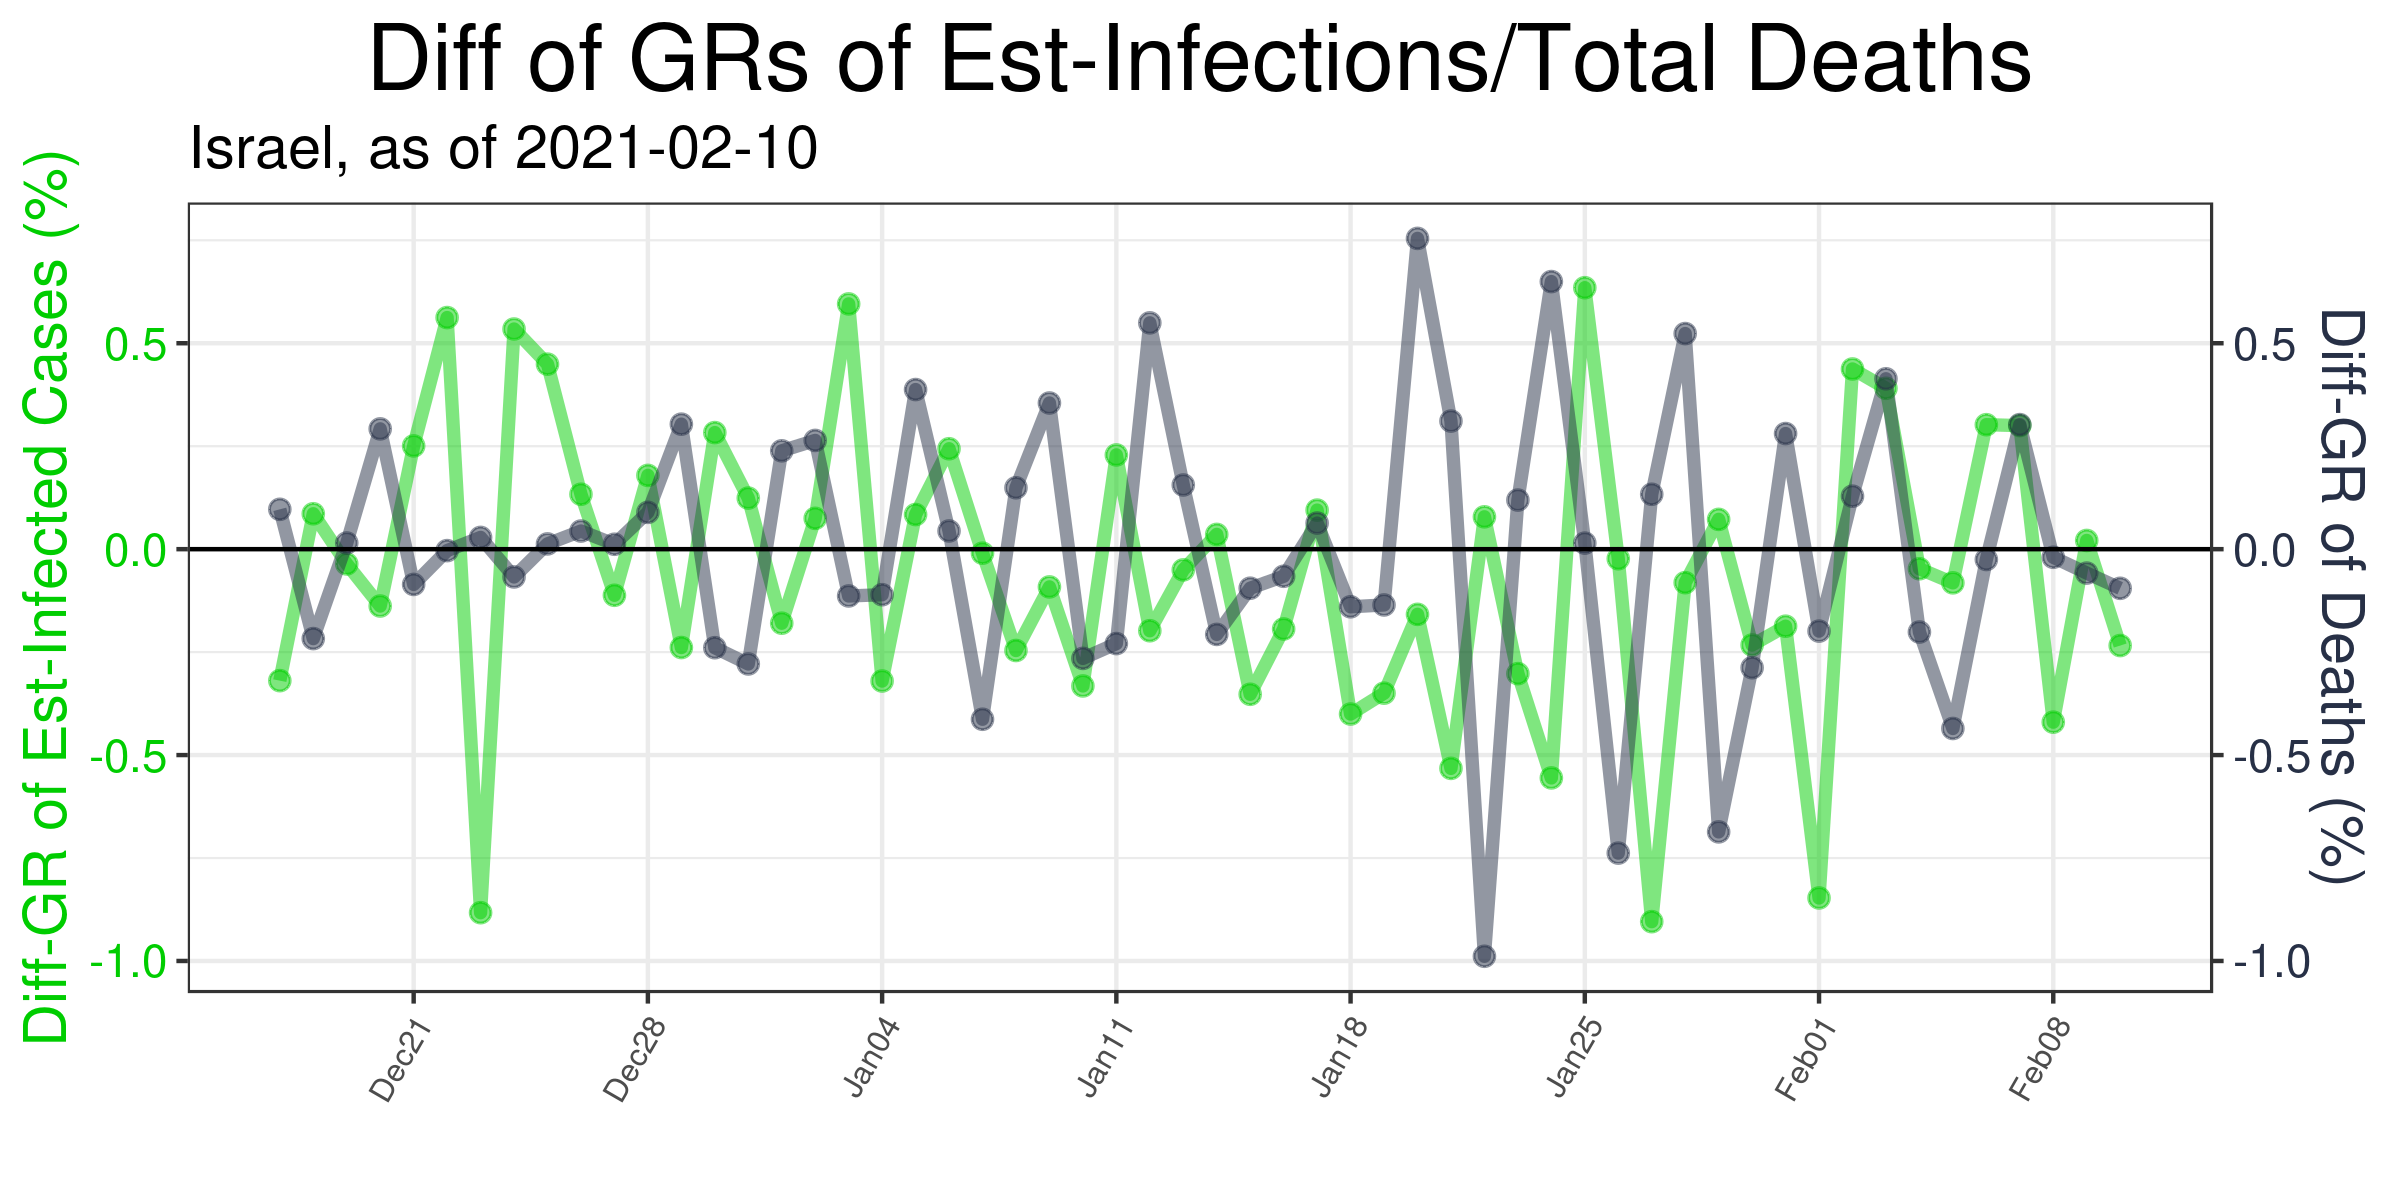 Diff of GRs of Est-Infections/Total Deaths
Israel, as of 2021-02-10
Diff-GR of Est-Infected Cases (%)
0.5
0.0
-0.5
-1.0
0.5
0.0
-0.5
-1.0
Diff-GR of Deaths (%)
Dec21
Dec28
Jan04
Jan11
Jan18
Jan25
Feb01
Feb08